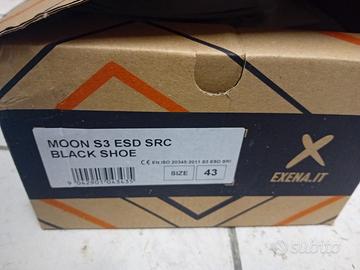 MOON S3 ESD SRC
BLACK SHOE
CE EN ISO 20345:2011 S3 ESD SRC
9042901043435
SIZE 43
EXENA.IT
subito